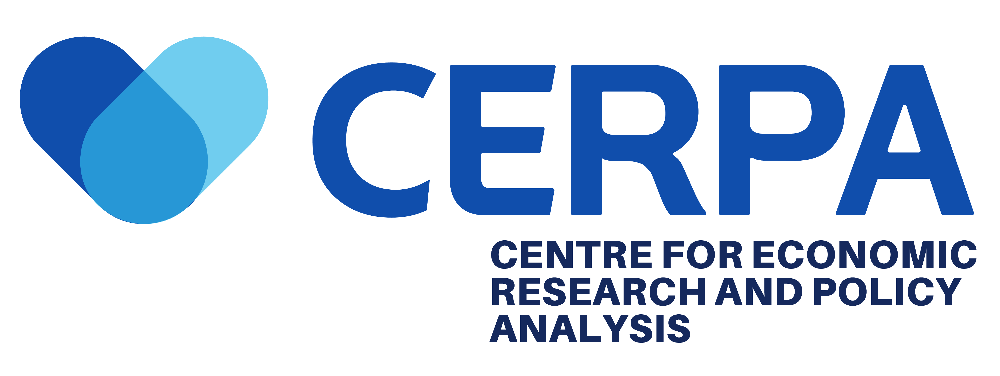 CERPA
CENTRE FOR ECONOMIC
RESEARCH AND POLICY
ANALYSIS